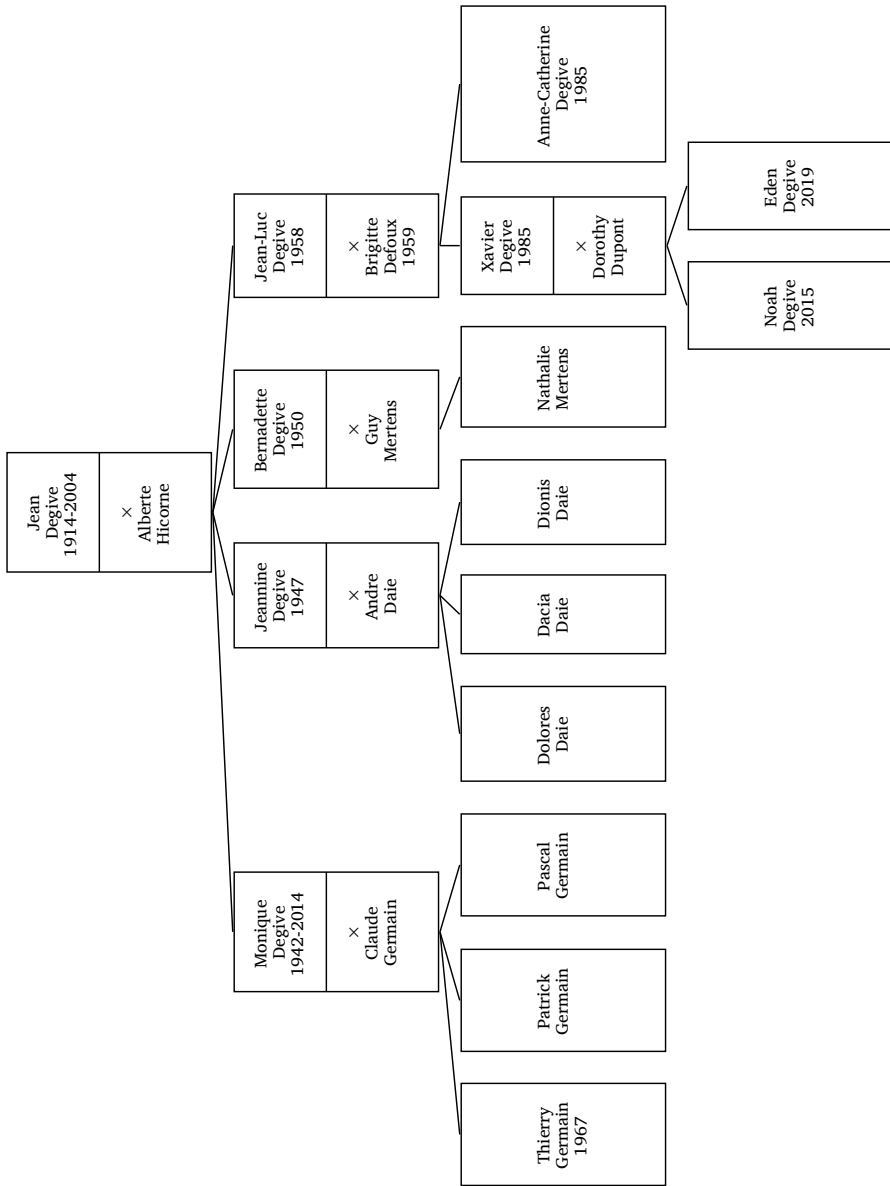 Jean
Degive
1914-2004
×
Alberte
Hicorne
Monique
Degive
1942-2014
×
Claude
Germain
Jeannine
Degive
1947
×
Andre
Daie
Bernadette
Degive
1950
×
Guy
Mertens
Jean-Luc
Degive
1958
×
Brigitte
Defoux
1959
Thierry
Germain
1967
Patrick
Germain
Pascal
Germain
Dolores
Daie
Dacia
Daie
Dionis
Daie
Nathalie
Mertens
Xavier
Degive
1985
×
Dorothy
Dupont
Anne-Catherine
Degive
1985
Noah
Degive
2015
Eden
Degive
2019